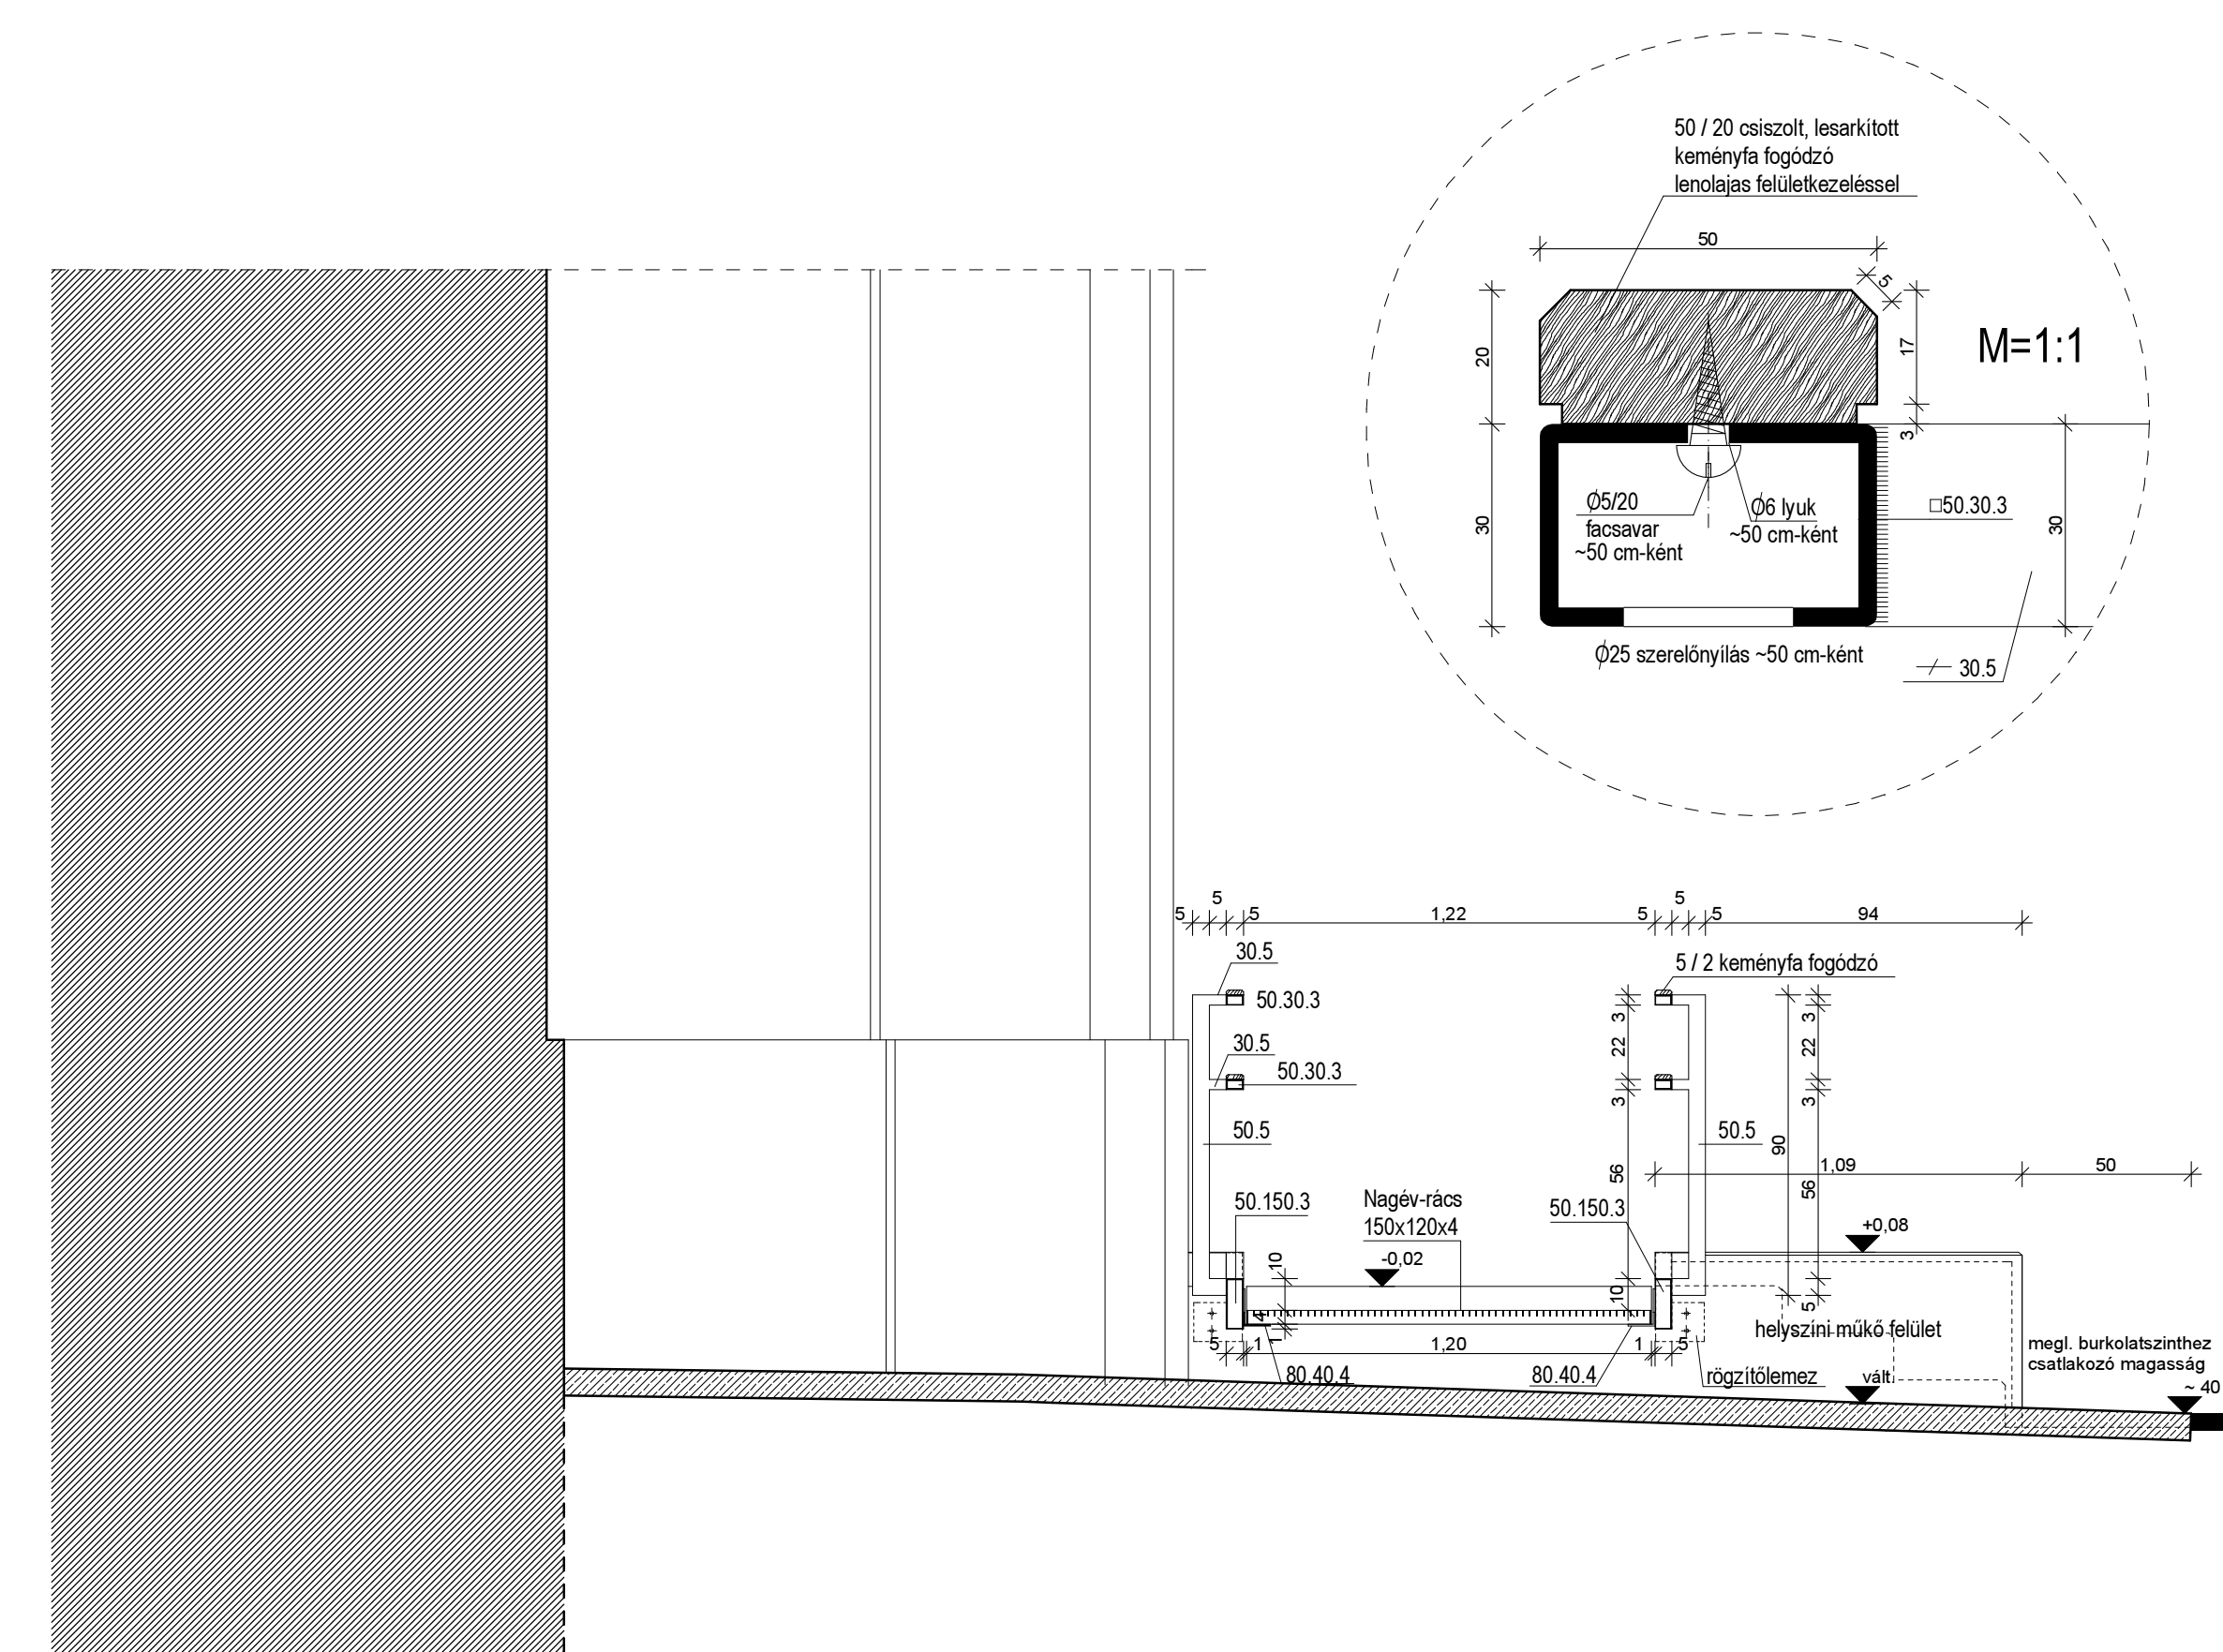 50 / 20 csiszolt, lesarkított
keményfa fogódzó
lenolajas felületkezeléssel
50
5
20
17
M=1:1
3
30
Ø5/20
facsavar
~50 cm-ként
Ø6 lyuk
~50 cm-ként
□50.30.3
30
Ø25 szerelőnyílás ~50 cm-ként
30.5
5
5
5
1,22
5
5
5
94
30.5
50.30.3
5 / 2 keményfa fogódzó
3
3
22
22
30.5
50.30.3
3
3
50.5
50.5
90
56
56
1,09
50
50.150.3
Nagév-rács
150x120x4
50.150.3
-0,02
+0,08
10
10
4
1
5
5
1
1,20
1
5
helyszíni műkő felület
80.40.4
80.40.4
rögzítőlemez
vált.
megl. burkolatszinthez
csatlakozó magasság
~ 40